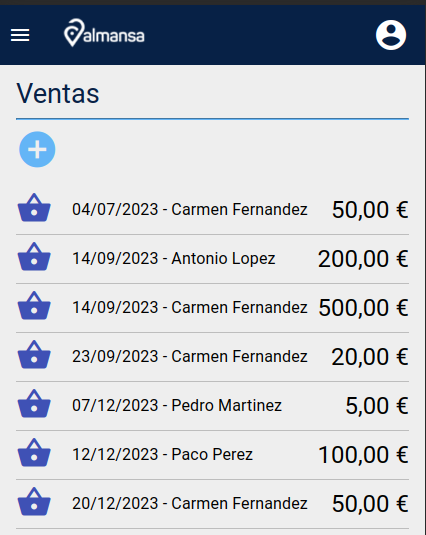 almansa
Ventas
04/07/2023 - Carmen Fernandez 50,00 €
14/09/2023 - Antonio Lopez 200,00 €
14/09/2023 - Carmen Fernandez 500,00 €
23/09/2023 - Carmen Fernandez 20,00 €
07/12/2023 - Pedro Martinez 5,00 €
12/12/2023 - Paco Perez 100,00 €
20/12/2023 - Carmen Fernandez 50,00 €